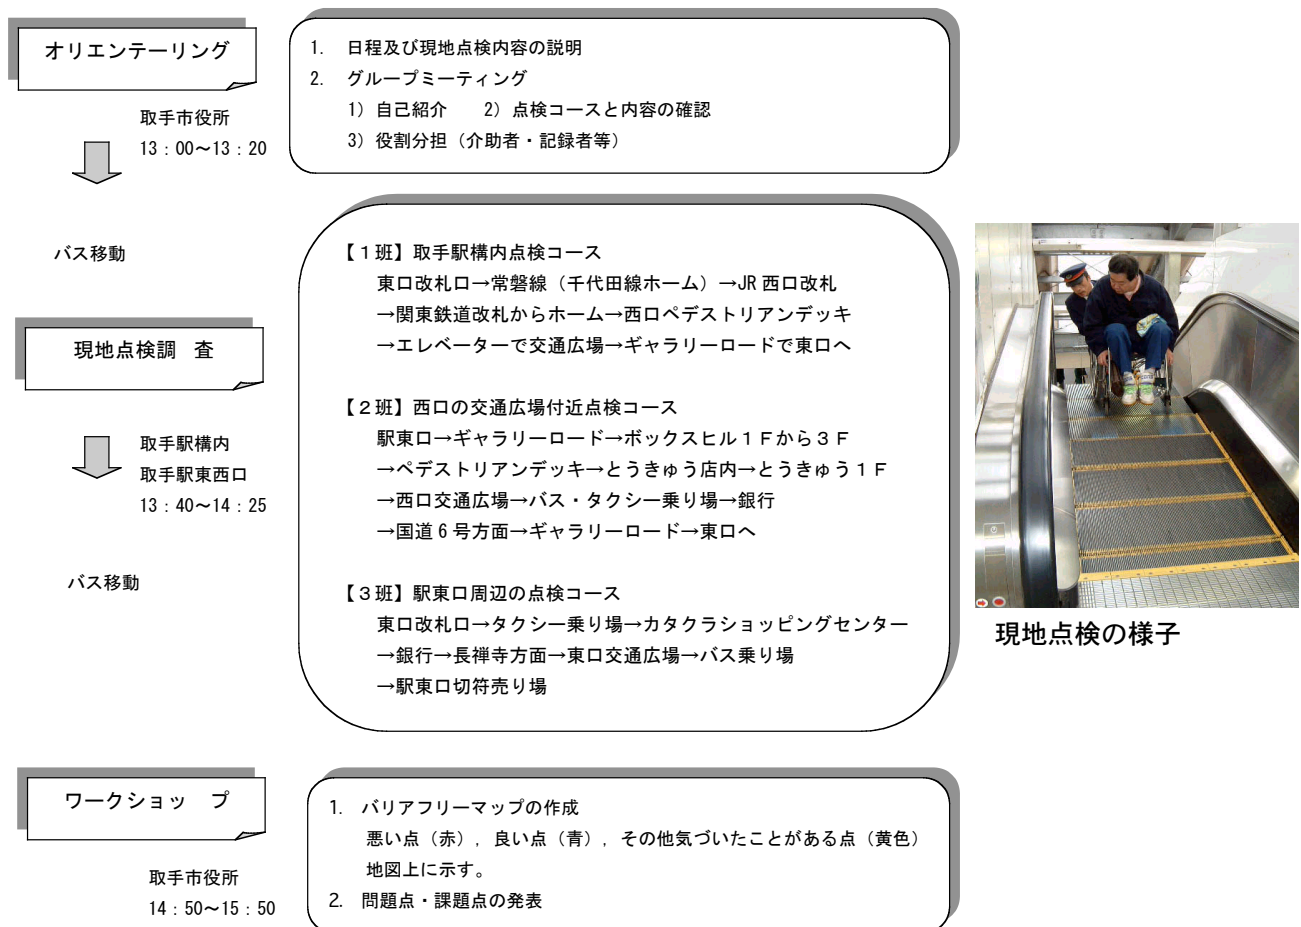 オリエンテーリング
取手市役所
13：00～13：20
1. 日程及び現地点検内容の説明
2. グループミーティング
1）自己紹介 2）点検コースと内容の確認
3）役割分担（介助者・記録者等）
バス移動
現地点検調 査
取手駅構内
取手駅東西口
13：40～14：25
【１班】取手駅構内点検コース
東口改札口→常磐線（千代田線ホーム）→JR 西口改札
→関東鉄道改札からホーム→西口ペデストリアンデッキ
→エレベーターで交通広場→ギャラリーロードで東口へ
【２班】西口の交通広場付近点検コース
駅東口→ギャラリーロード→ボックスヒル１Ｆから３Ｆ
→ペデストリアンデッキ→とうきゅう店内→とうきゅう１Ｆ
→西口交通広場→バス・タクシー乗り場→銀行
→国道 6 号方面→ギャラリーロード→東口へ
【３班】駅東口周辺の点検コース
東口改札口→タクシー乗り場→カタクラショッピングセンター
→銀行→長禅寺方面→東口交通広場→バス乗り場
→駅東口切符売り場
現地点検の様子
バス移動
ワークショッ プ
取手市役所
14：50～15：50
1. バリアフリーマップの作成
悪い点（赤），良い点（青），その他気づいたことがある点（黄色）
地図上に示す。
2. 問題点・課題点の発表